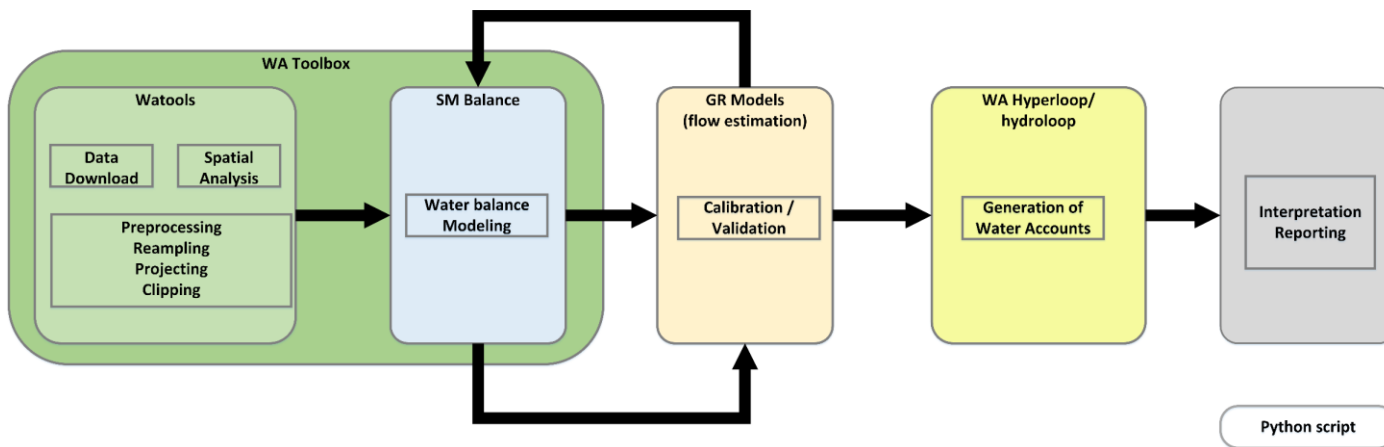 WA Toolbox
Watools
Data
Download
Spatial
Analysis
Preprocessing
Reampling
Projecting
Clipping
SM Balance
Water balance
Modeling
GR Models
(flow estimation)
Calibration /
Validation
WA Hyperloop/
hydroloop
Generation of
Water Accounts
Interpretation
Reporting
Python script